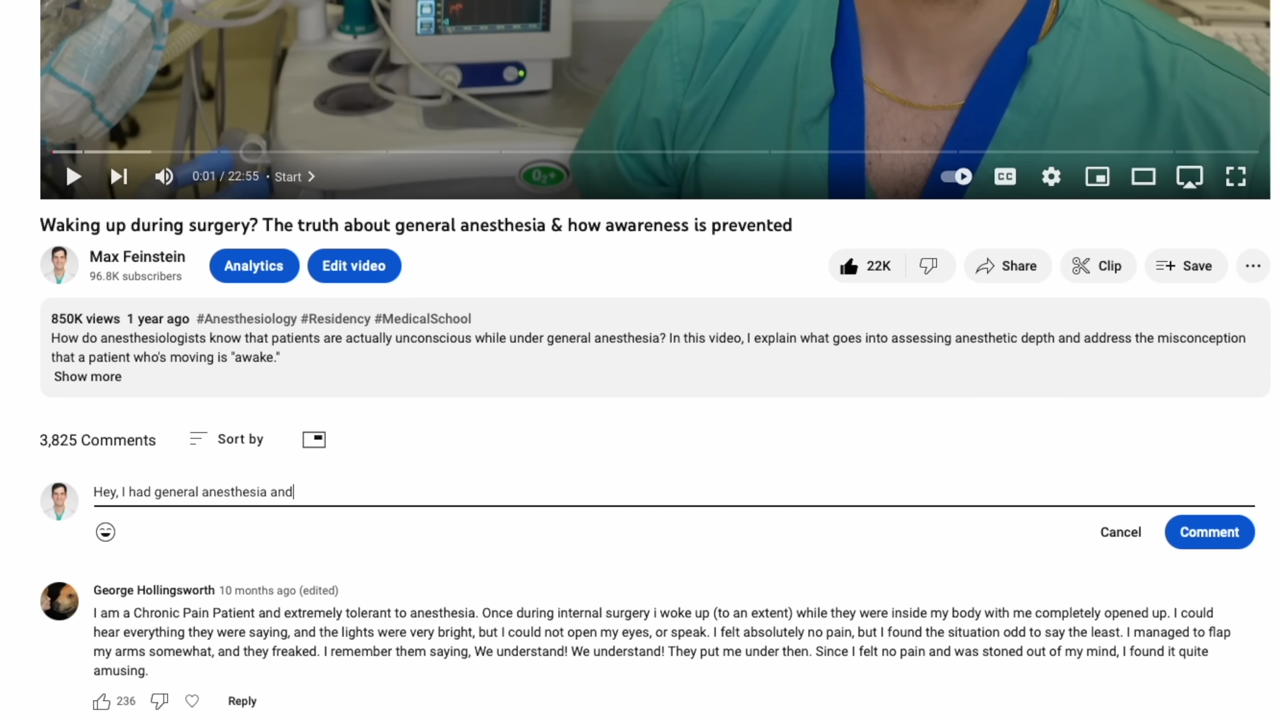 O2+
0:01 / 22:55 • Start >
CC
Waking up during surgery? The truth about general anesthesia & how awareness is prevented
Max Feinstein
96.8K subscribers
Analytics
Edit video
22K
Share
Clip
Save
850K views 1 year ago #Anesthesiology #Residency #MedicalSchool
How do anesthesiologists know that patients are actually unconscious while under general anesthesia? In this video, I explain what goes into assessing anesthetic depth and address the misconception
that a patient who's moving is "awake."
Show more
3,825 Comments
Sort by
Hey, I had general anesthesia and
Cancel
Comment
George Hollingsworth 10 months ago (edited)
I am a Chronic Pain Patient and extremely tolerant to anesthesia. Once during internal surgery i woke up (to an extent) while they were inside my body with me completely opened up. I could
hear everything they were saying, and the lights were very bright, but I could not open my eyes, or speak. I felt absolutely no pain, but I found the situation odd to say the least. I managed to flap
my arms somewhat, and they freaked. I remember them saying, We understand! We understand! They put me under then. Since I felt no pain and was stoned out of my mind, I found it quite
amusing.
236
Reply